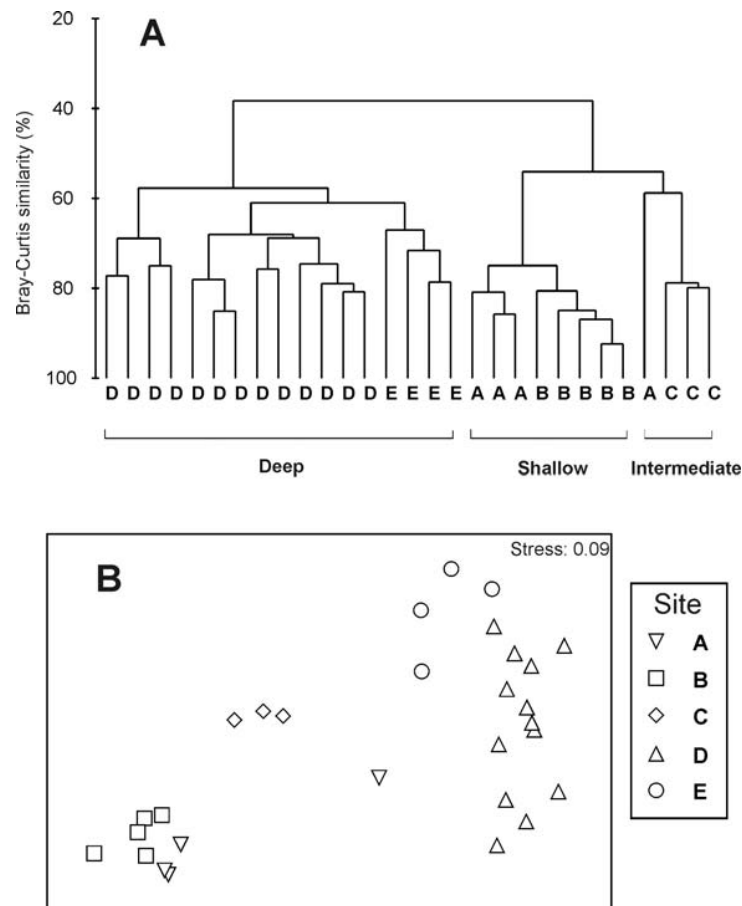 A
20
40
60
80
100
Bray-Curtis similarity (%)
D D D D D D D D D D D D D E E E E A A A B B B B B A C C C
Deep Shallow Intermediate
B
Stress: 0.09
Site
A
B
C
D
E